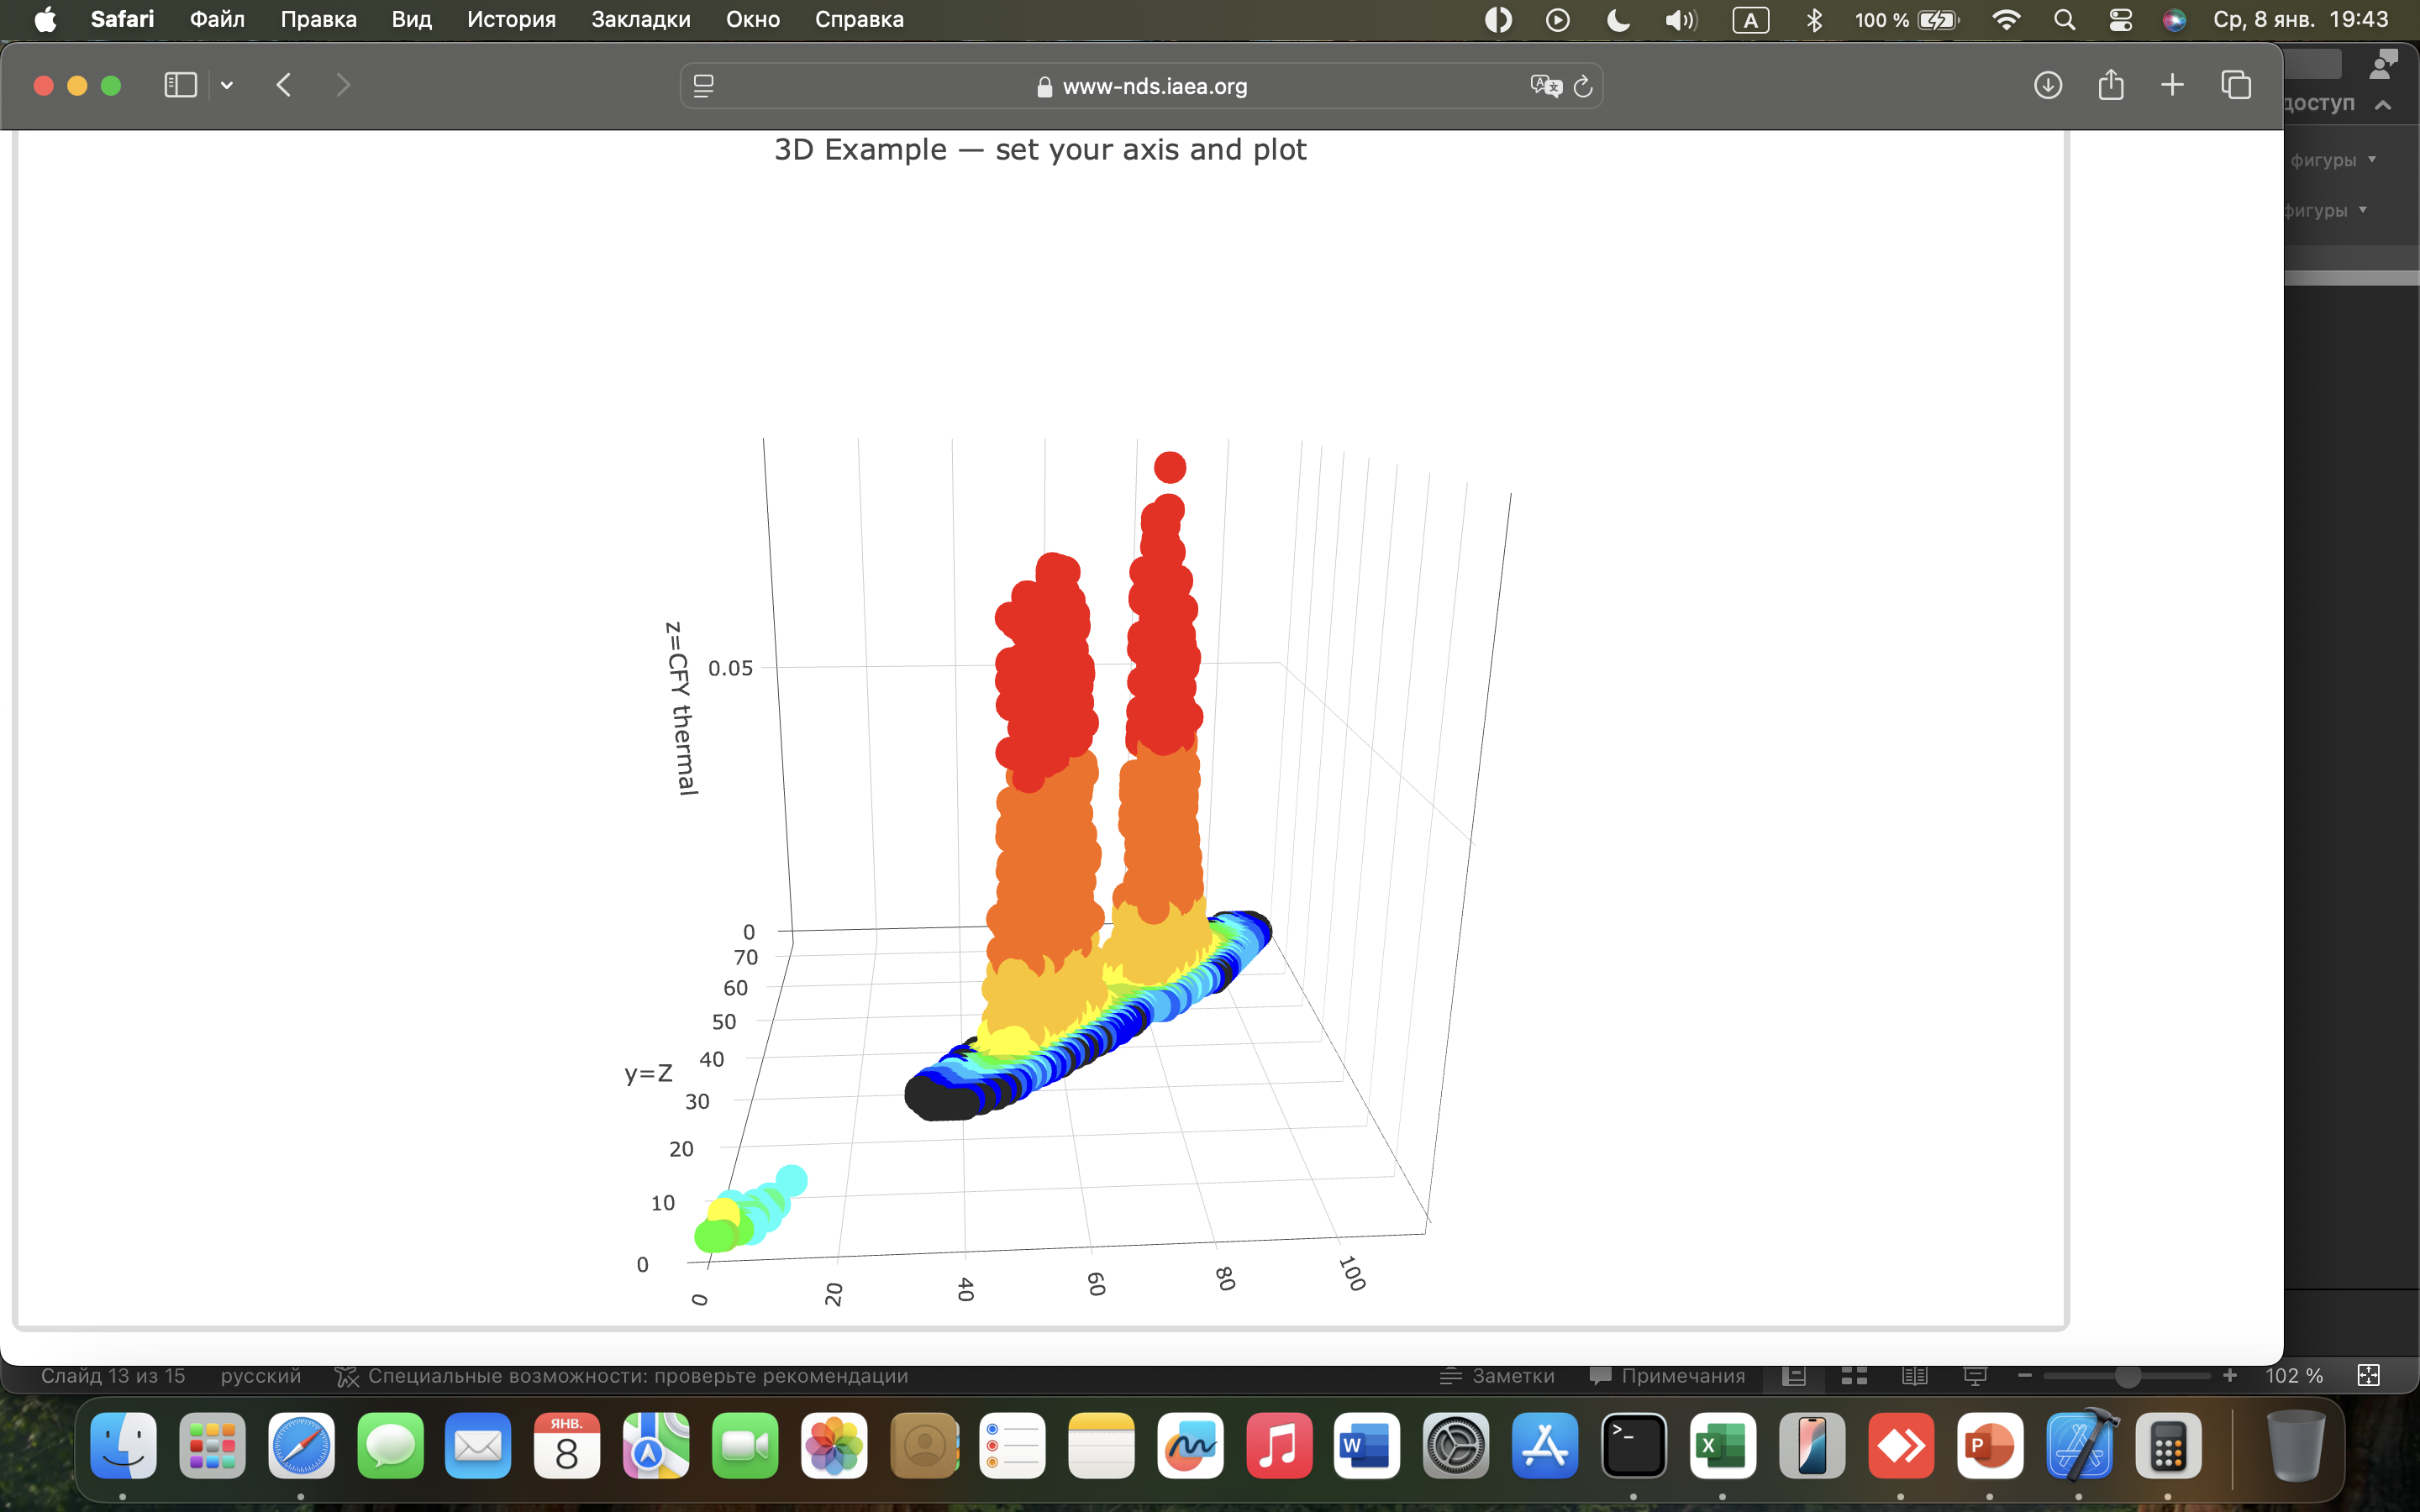 Safari Файл Правка Вид История Закладки Окно Справка A 100 % Ср, 8 янв. 19:43
www-nds.iaea.org
доступ
3D Example — set your axis and plot
фигуры
фигуры
z=CFY thermal
0.05
0
70
60
50
40
y=Z
30
20
10
0
0 20 40 60 80 100
Слайд 13 из 15 русский Специальные возможности: проверьте рекомендации Заметки Примечания 102 %
ЯНВ.
8
W
>_
X
P